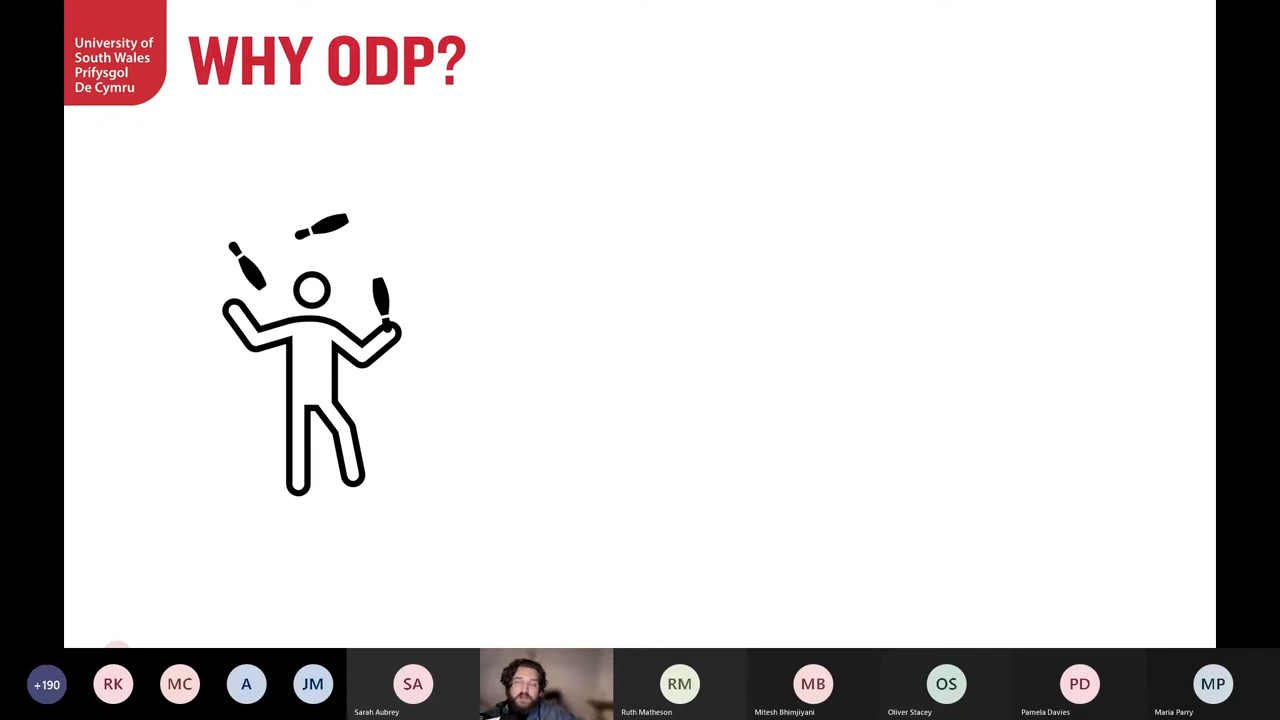 University of
South Wales
Prifysgol
De Cymru
WHY ODP?
+190
RK
MC
A
JM
SA
Sarah Aubrey
RM
Ruth Matheson
MB
Mitesh Bhimjiyani
OS
Oliver Stacey
PD
Pamela Davies
MP
Maria Parry